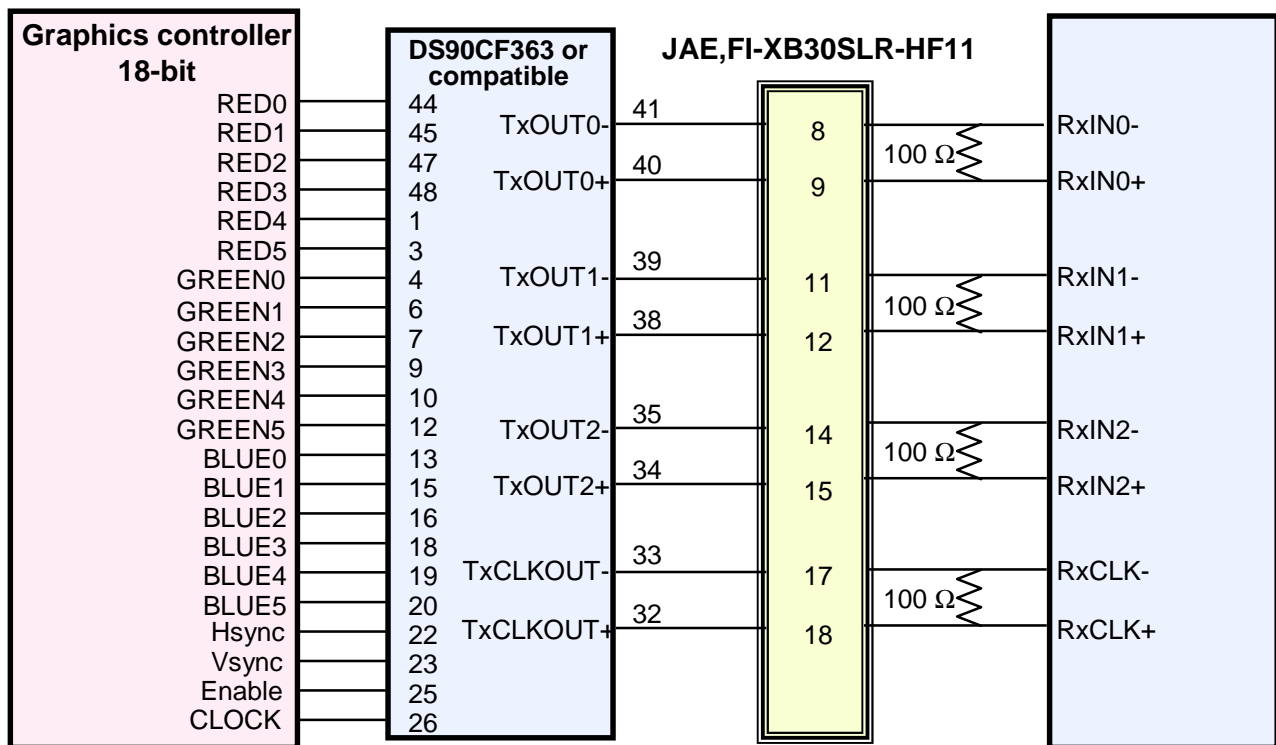 Graphics controller
18-bit
RED0
RED1
RED2
RED3
RED4
RED5
GREEN0
GREEN1
GREEN2
GREEN3
GREEN4
GREEN5
BLUE0
BLUE1
BLUE2
BLUE3
BLUE4
BLUE5
Hsync
Vsync
Enable
CLOCK
DS90CF363 or
compatible
44
45
47
48
1
3
4
6
7
9
10
12
13
15
16
18
19
20
22
23
25
26
TxOUT0-
TxOUT0+
TxOUT1-
TxOUT1+
TxOUT2-
TxOUT2+
TxCLKOUT-
TxCLKOUT+
41
40
39
38
35
34
33
32
JAE,FI-XB30SLR-HF11
8
9
11
12
14
15
17
18
100 Ω
100 Ω
100 Ω
100 Ω
RxIN0-
RxIN0+
RxIN1-
RxIN1+
RxIN2-
RxIN2+
RxCLK-
RxCLK+